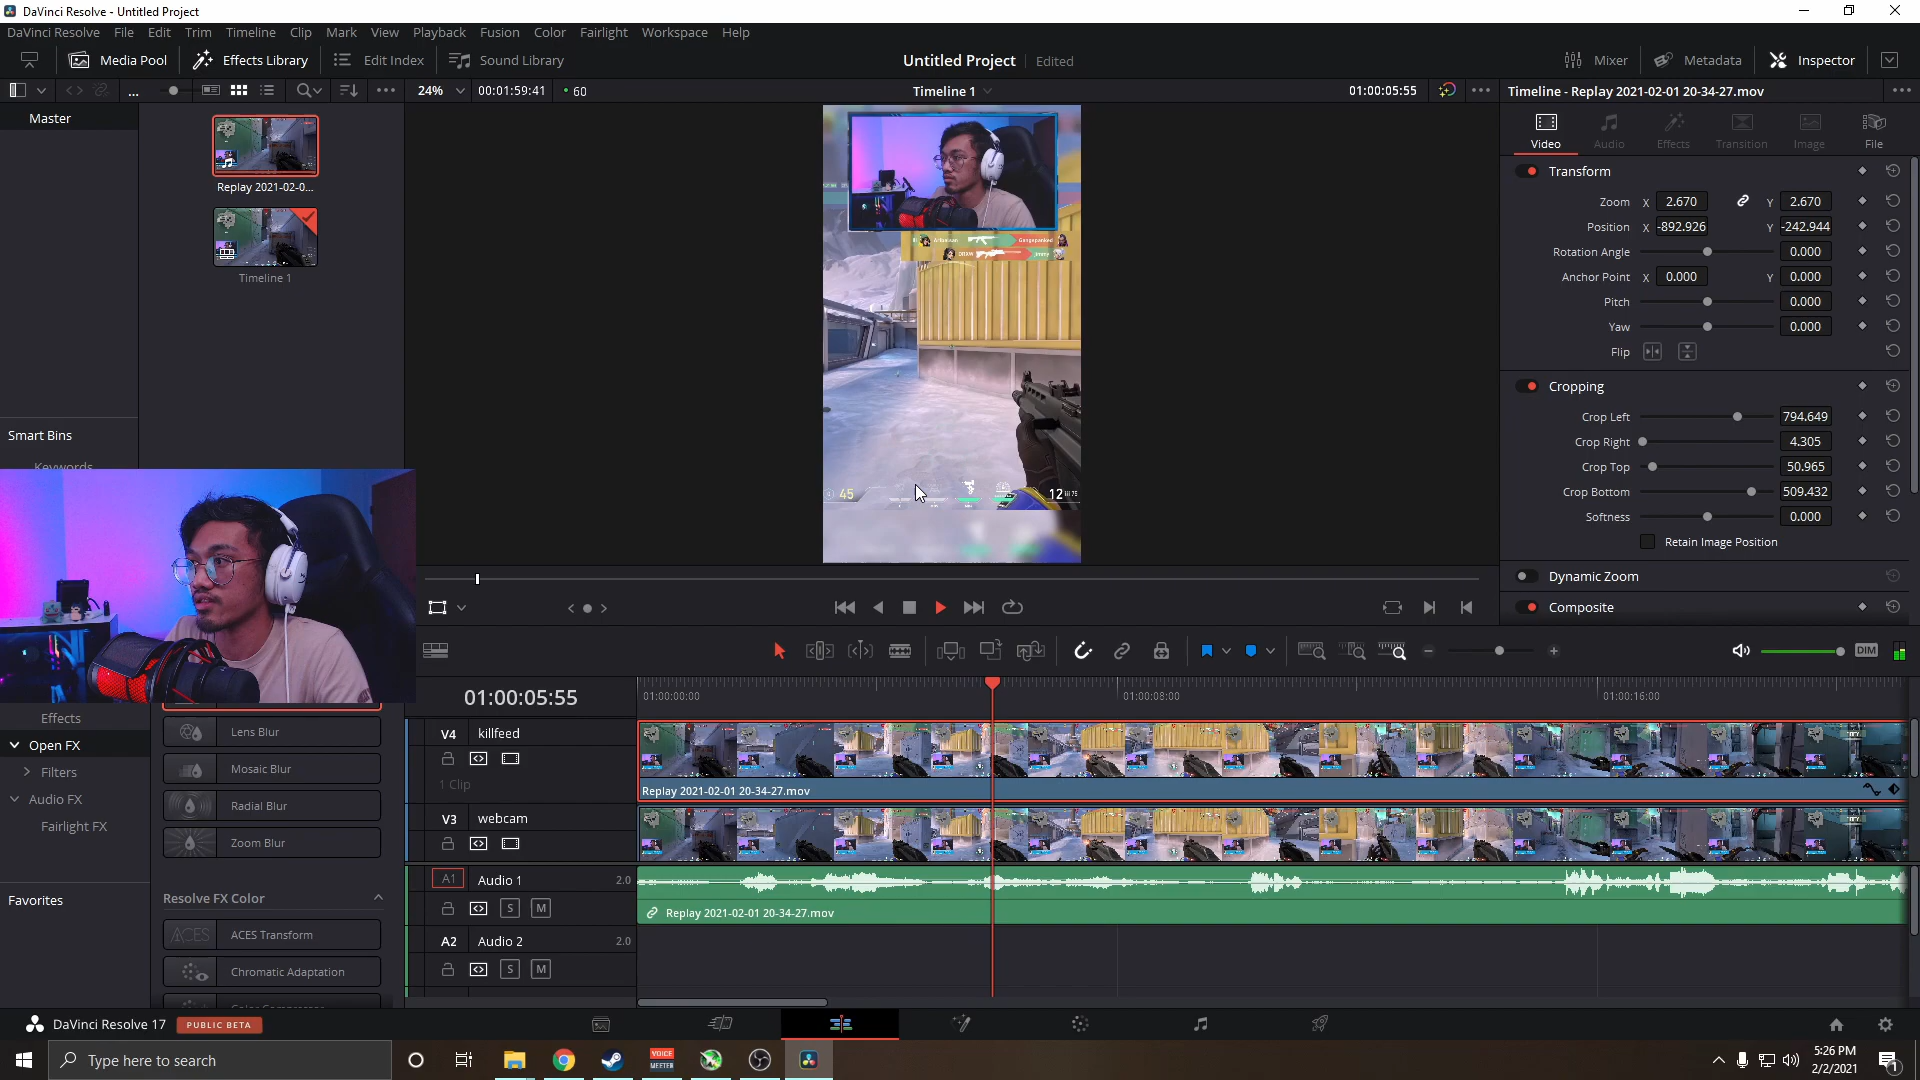 DaVinci Resolve - Untitled Project
DaVinci Resolve File Edit Trim Timeline Clip Mark View Playback Fusion Color Fairlight Workspace Help
Media Pool Effects Library Edit Index Sound Library Untitled Project Edited Mixer Metadata Inspector
24% 00:01:59:41 60 Timeline 1 01:00:05:55 Timeline - Replay 2021-02-01 20-34-27.mov
Master
Replay 2021-02-0...
Timeline 1
Smart Bins
Keywords
Gangspanked
jimmy
45
12
Video Audio Effects Transition Image File
Transform
Zoom X 2.670 Y 2.670
Position X -892.926 Y -242.944
Rotation Angle 0.000
Anchor Point X 0.000 Y 0.000
Pitch 0.000
Yaw 0.000
Flip
Cropping
Crop Left 794.649
Crop Right 4.305
Crop Top 50.965
Crop Bottom 509.432
Softness 0.000
Retain Image Position
Dynamic Zoom
Composite
DIM
Effects
Open FX
Filters
Audio FX
Fairlight FX
Favorites
Lens Blur
Mosaic Blur
Radial Blur
Zoom Blur
Resolve FX Color
ACES Transform
Chromatic Adaptation
01:00:05:55 01:00:00:00 01:00:08:00 01:00:16:00
V4 killfeed
1 Clip
Replay 2021-02-01 20-34-27.mov
V3 webcam
A1 Audio 1 2.0
S M
Replay 2021-02-01 20-34-27.mov
A2 Audio 2 2.0
S M
DaVinci Resolve 17 PUBLIC BETA
Type here to search
VOICE
MEETER
5:26 PM
2/2/2021
1